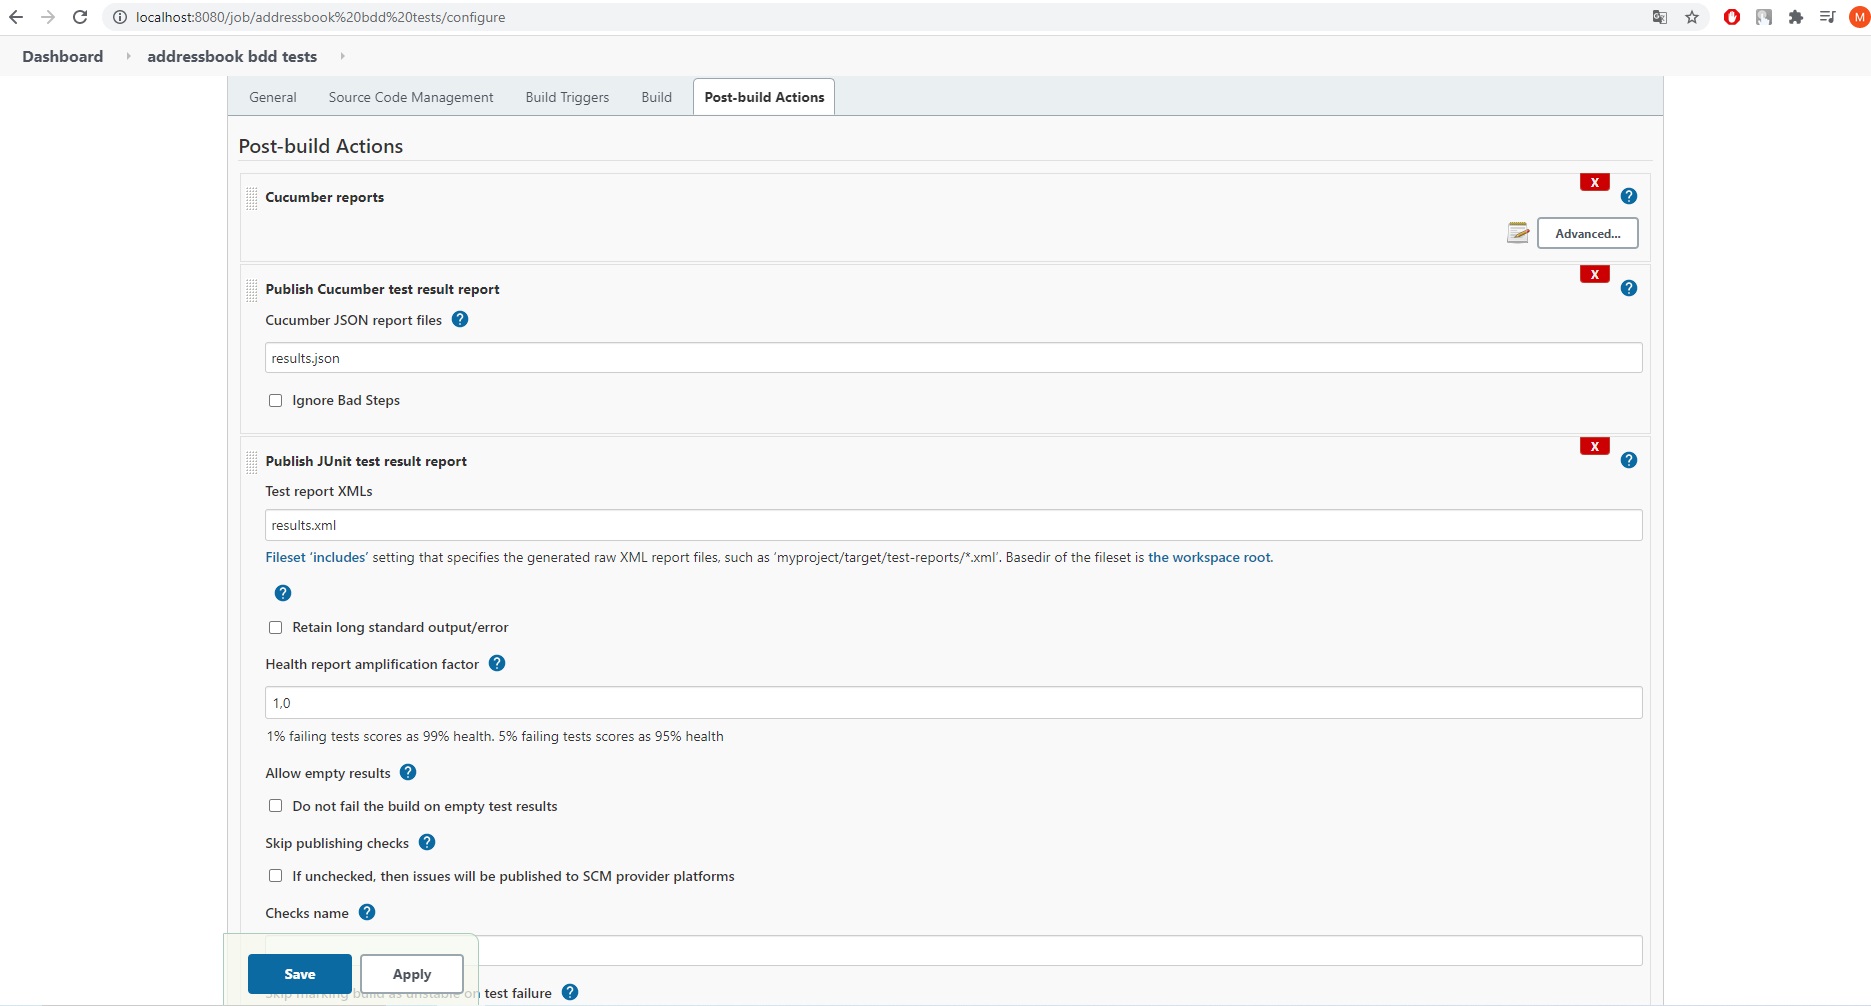 localhost:8080/job/addressbook%20bdd%20tests/configure
M
Dashboard addressbook bdd tests
General Source Code Management Build Triggers Build Post-build Actions
Post-build Actions
X
Cucumber reports ?
Advanced...
X
Publish Cucumber test result report ?
Cucumber JSON report files ?
results.json
Ignore Bad Steps
X
Publish JUnit test result report ?
Test report XMLs
results.xml
Fileset ‘includes’ setting that specifies the generated raw XML report files, such as ‘myproject/target/test-reports/*.xml’. Basedir of the fileset is the workspace root.
?
Retain long standard output/error
Health report amplification factor ?
1,0
1% failing tests scores as 99% health. 5% failing tests scores as 95% health
Allow empty results ?
Do not fail the build on empty test results
Skip publishing checks ?
If unchecked, then issues will be published to SCM provider platforms
Checks name ?
Save Apply
Skip marking build as unstable on test failure ?